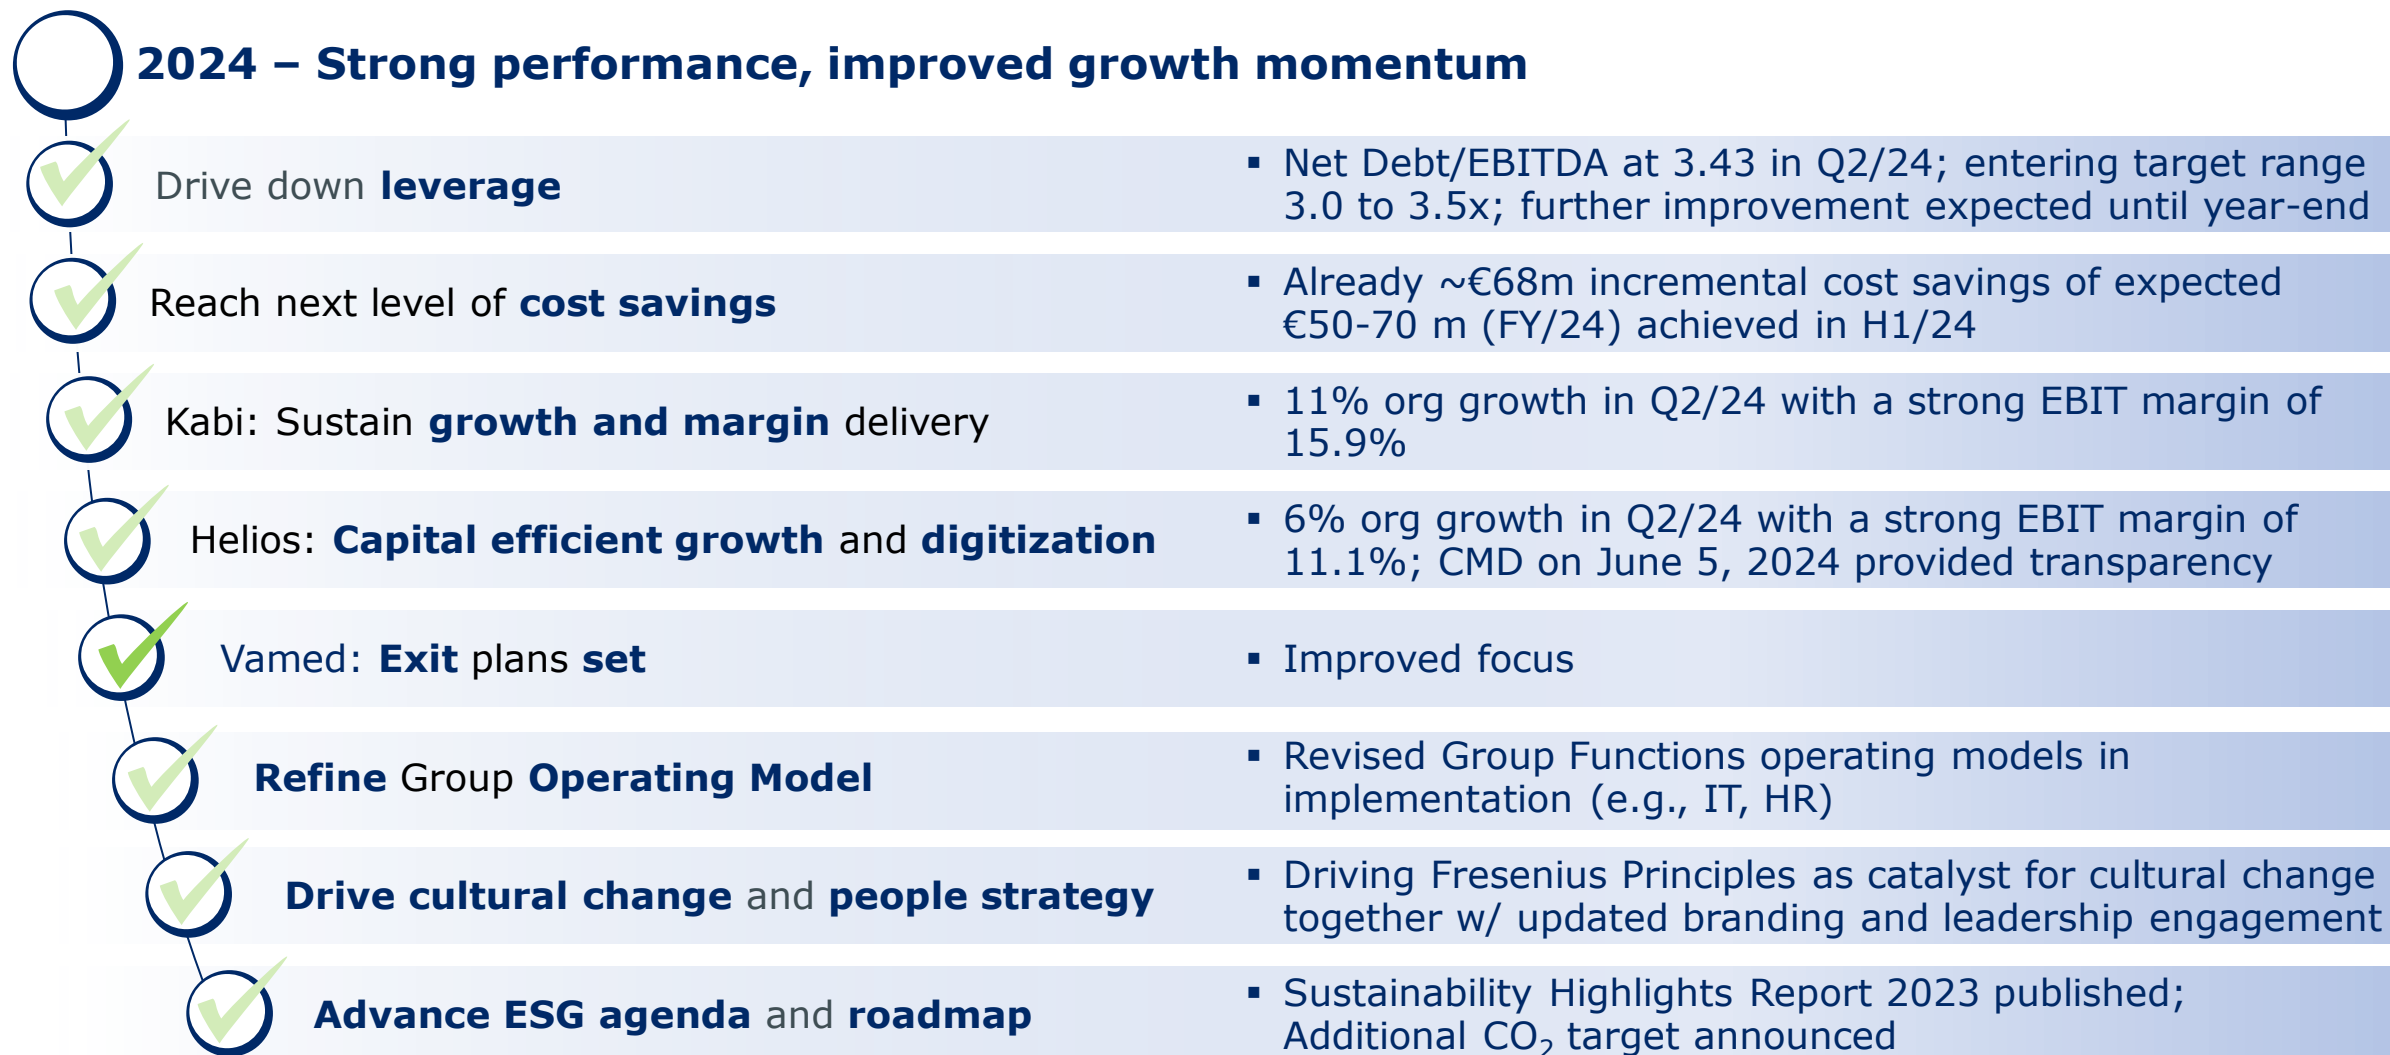 2024 – Strong performance, improved growth momentum
Drive down leverage
▪ Net Debt/EBITDA at 3.43 in Q2/24; entering target range
3.0 to 3.5x; further improvement expected until year-end
Reach next level of cost savings
▪ Already ~€68m incremental cost savings of expected
€50-70 m (FY/24) achieved in H1/24
Kabi: Sustain growth and margin delivery
▪ 11% org growth in Q2/24 with a strong EBIT margin of
15.9%
Helios: Capital efficient growth and digitization
▪ 6% org growth in Q2/24 with a strong EBIT margin of
11.1%; CMD on June 5, 2024 provided transparency
Vamed: Exit plans set
▪ Improved focus
Refine Group Operating Model
▪ Revised Group Functions operating models in
implementation (e.g., IT, HR)
Drive cultural change and people strategy
▪ Driving Fresenius Principles as catalyst for cultural change
together w/ updated branding and leadership engagement
Advance ESG agenda and roadmap
▪ Sustainability Highlights Report 2023 published;
Additional CO₂ target announced